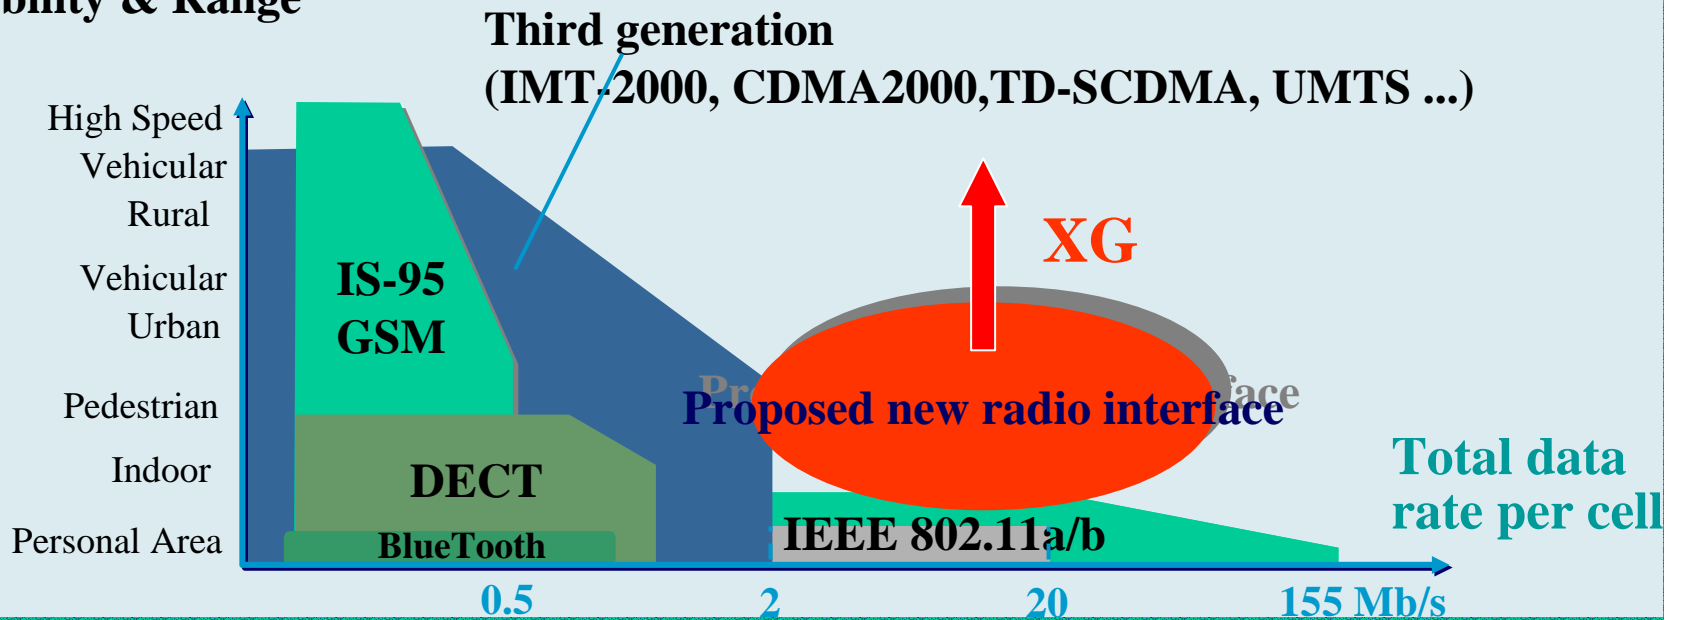 & Range
Third generation
(IMT-2000, CDMA2000,TD-SCDMA, UMTS ...)
High Speed
Vehicular
Rural
Vehicular
Urban
Pedestrian
Indoor
Personal Area
IS-95
GSM
DECT
BlueTooth
XG
Proposed new radio interface
IEEE 802.11a/b
Total data
rate per cell
0.5
2
20
155 Mb/s